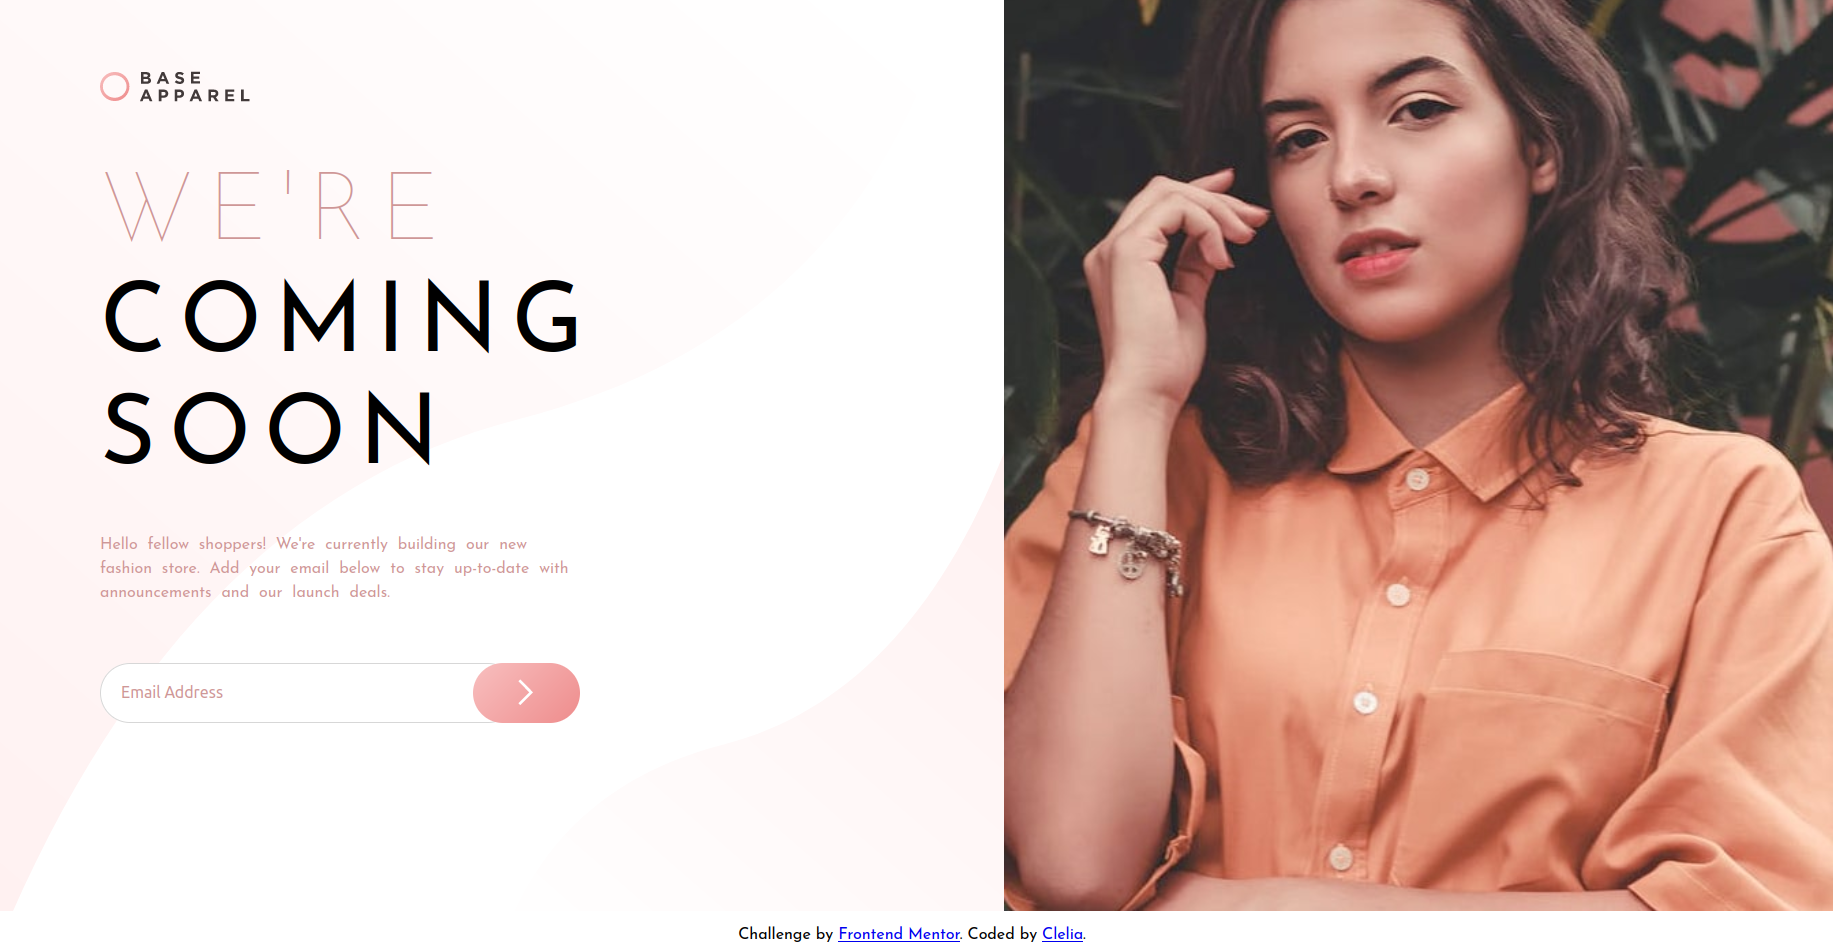 BASE
APPAREL
WE'RE
COMING
SOON
Hello fellow shoppers! We're currently building our new
fashion store. Add your email below to stay up-to-date with
announcements and our launch deals.
Email Address
Challenge by Frontend Mentor. Coded by Clelia.